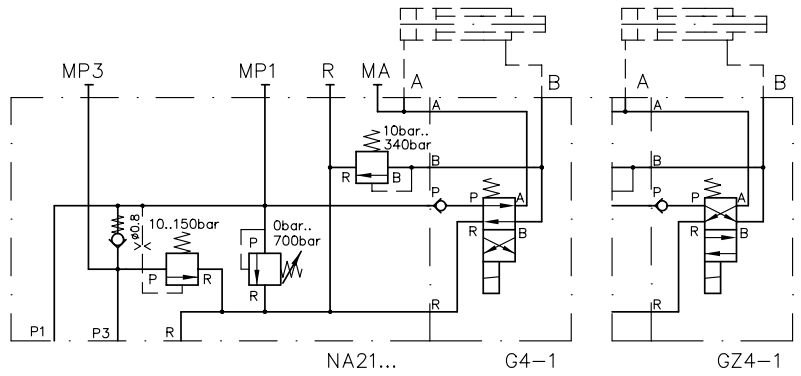 MP3 MP1 R MA A B A B
A A
10bar..
340bar
B B
R B
P P A P P A
ø0.8
10..150bar
0bar..
700bar
P
R B R B
P R
R
R R
P1 P3 R
NA21... G4-1 GZ4-1